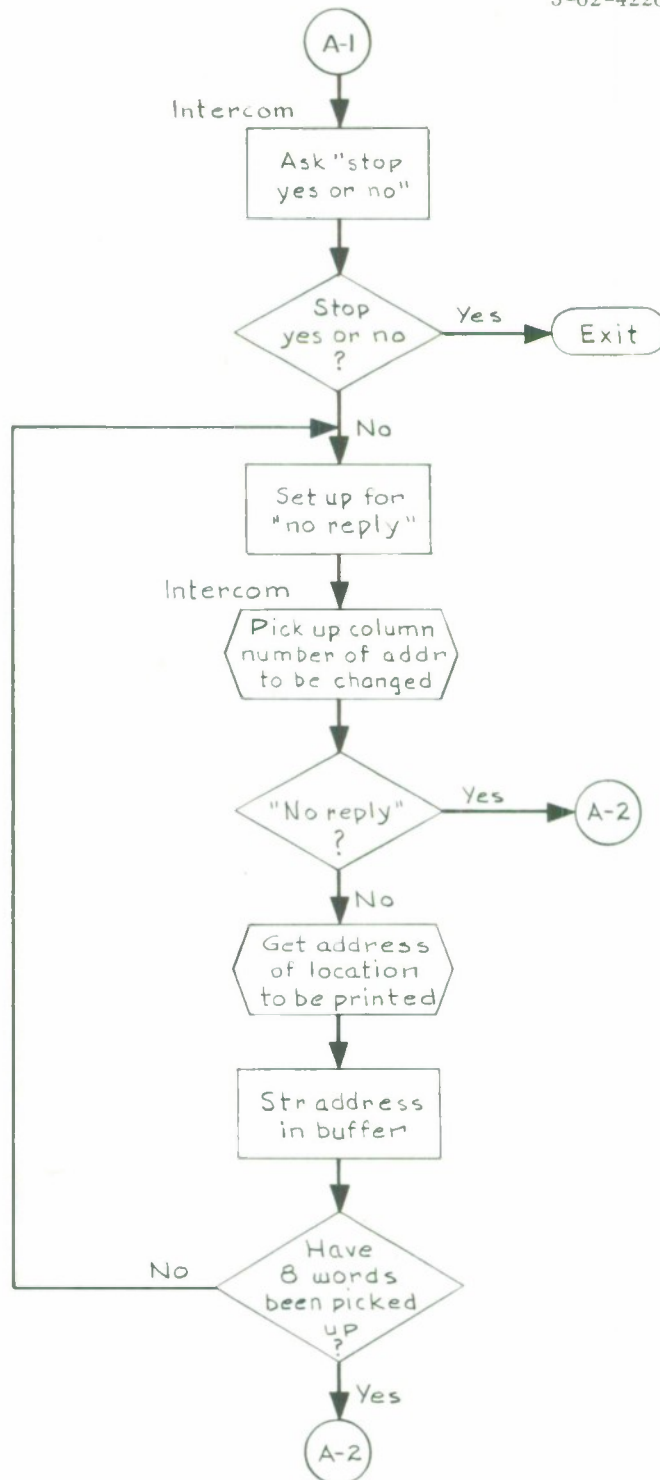 A-1
Intercom
Ask "stop
yes or no"
Stop
yes or no
?
Yes
Exit
No
Set up for
"no reply"
Intercom
Pick up column
number of addr
to be changed
"No reply"
?
Yes
A-2
No
Get address
of location
to be printed
Str address
in buffer
Have
8 words
been picked
up
?
No
Yes
A-2